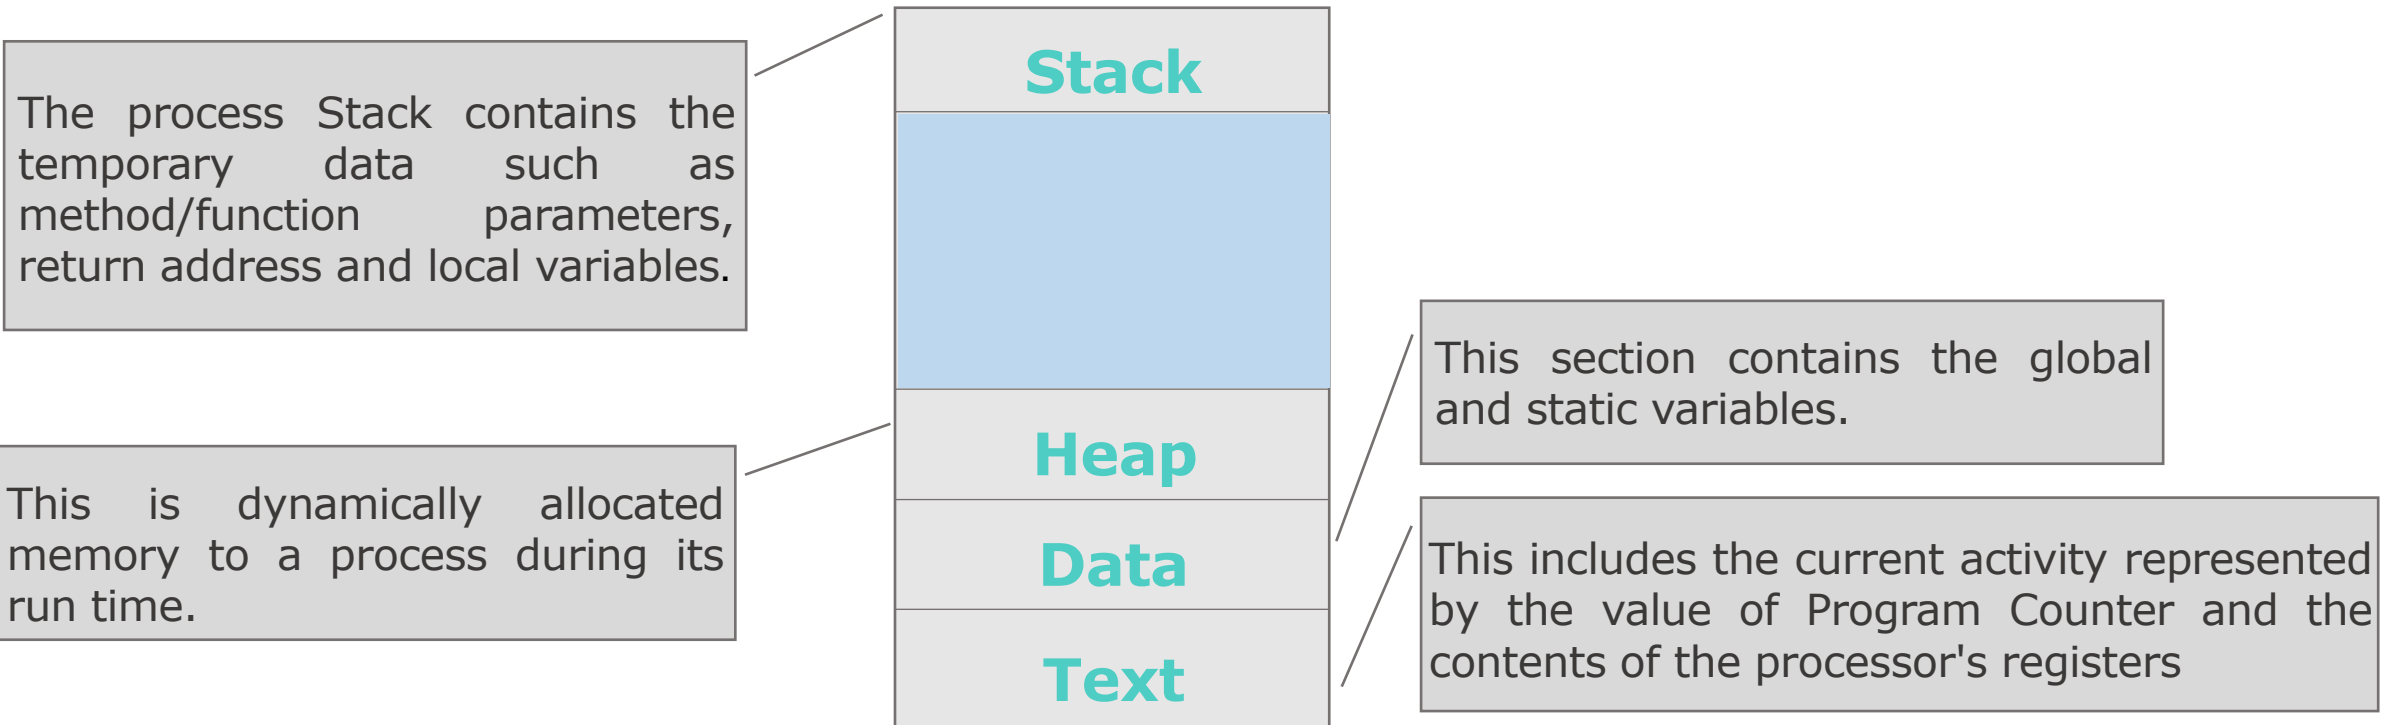 Stack
The process Stack contains the
temporary data such as
method/function parameters,
return address and local variables.
This section contains the global
and static variables.
Heap
This is dynamically allocated
memory to a process during its
run time.
Data
This includes the current activity represented
by the value of Program Counter and the
contents of the processor's registers
Text